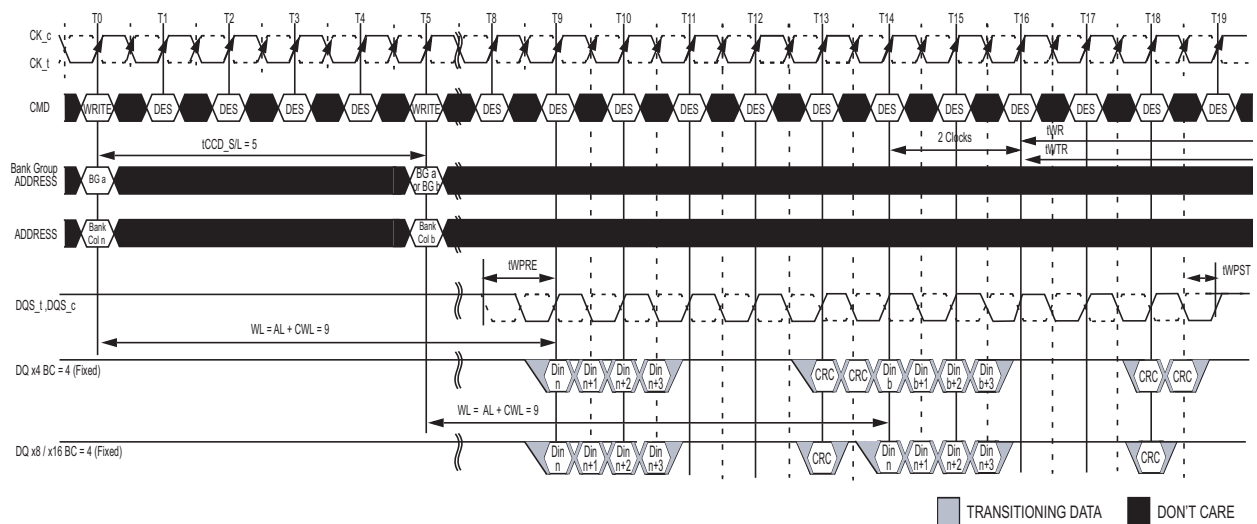 T0 T1 T2 T3 T4 T5 T8 T9 T10 T11 T12 T13 T14 T15 T16 T17 T18 T19
CK_c
CK_t
CMD
WRITE DES DES DES DES WRITE DES DES DES DES DES DES DES DES DES DES DES DES
tCCD_S/L = 5
2 Clocks
tWR
tWTR
Bank Group
ADDRESS
BG a
BG a
or BG b
ADDRESS
Bank
Col n
Bank
Col b
tWPRE
tWPST
DQS_t ,DQS_c
WL = AL + CWL = 9
DQ x4 BC = 4 (Fixed)
Din
n
Din
n+1
Din
n+2
Din
n+3
CRC
CRC
Din
b
Din
b+1
Din
b+2
Din
b+3
CRC
CRC
WL = AL + CWL = 9
DQ x8 / x16 BC = 4 (Fixed)
Din
n
Din
n+1
Din
n+2
Din
n+3
CRC
Din
n
Din
n+1
Din
n+2
Din
n+3
CRC
TRANSITIONING DATA
DON'T CARE